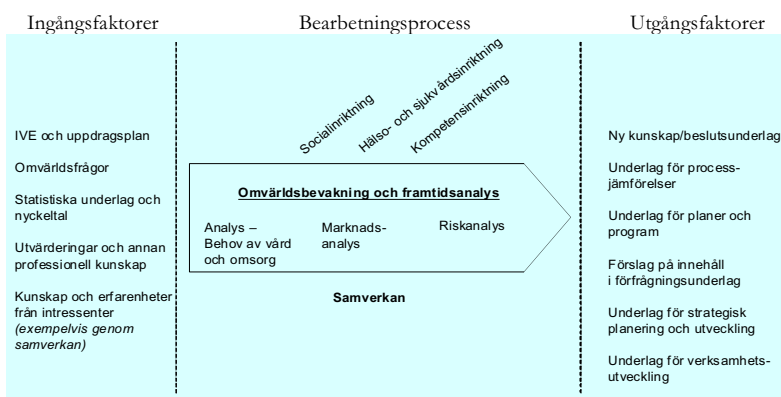 Ingångsfaktorer
Bearbetningsprocess
Utgångsfaktorer
IVE och uppdragsplan
Omvärldsfrågor
Statistiska underlag och
nyckeltal
Utvärderingar och annan
professionell kunskap
Kunskap och erfarenheter
från intressenter
(exempelvis genom
samverkan)
Socialinriktning
Hälso- och sjukvårdsinriktning
Kompetensinriktning
Omvärldsbevakning och framtidsanalys
Analys –
Behov av vård
och omsorg
Marknads-
analys
Riskanalys
Samverkan
Ny kunskap/beslutsunderlag
Underlag för process-
jämförelser
Underlag för planer och
program
Förslag på innehåll
i förfrågningsunderlag
Underlag för strategisk
planering och utveckling
Underlag för verksamhets-
utveckling